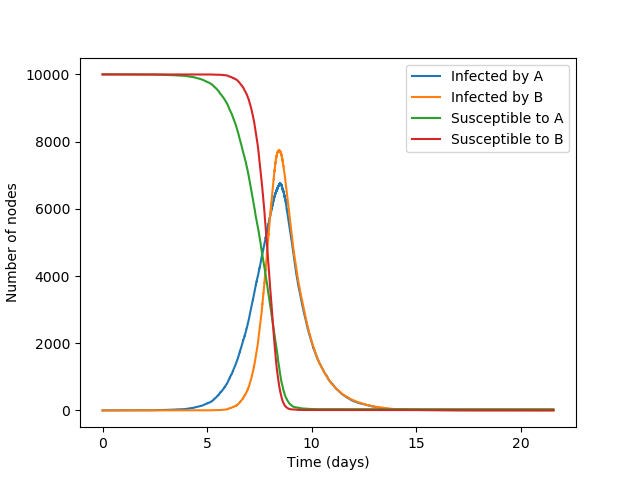 Infected by A
Infected by B
Susceptible to A
Susceptible to B
10000
8000
6000
4000
2000
0
Number of nodes
0 5 10 15 20
Time (days)